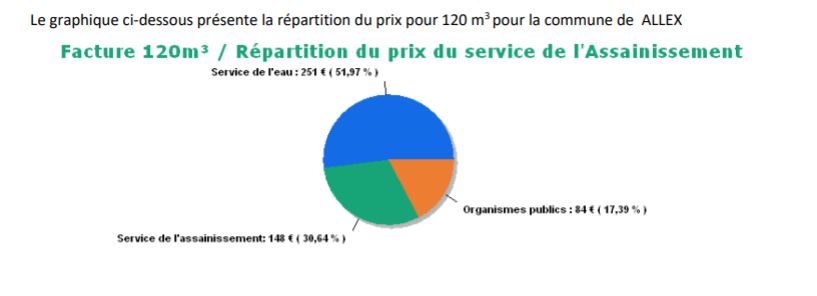 Le graphique ci-dessous présente la répartition du prix pour 120 m³ pour la commune de ALLEX
Facture 120m³ / Répartition du prix du service de l'Assainissement
Service de l'eau : 251 € ( 51,97 % )
Organismes publics : 84 € ( 17,39 % )
Service de l'assainissement: 148 € ( 30,64 % )